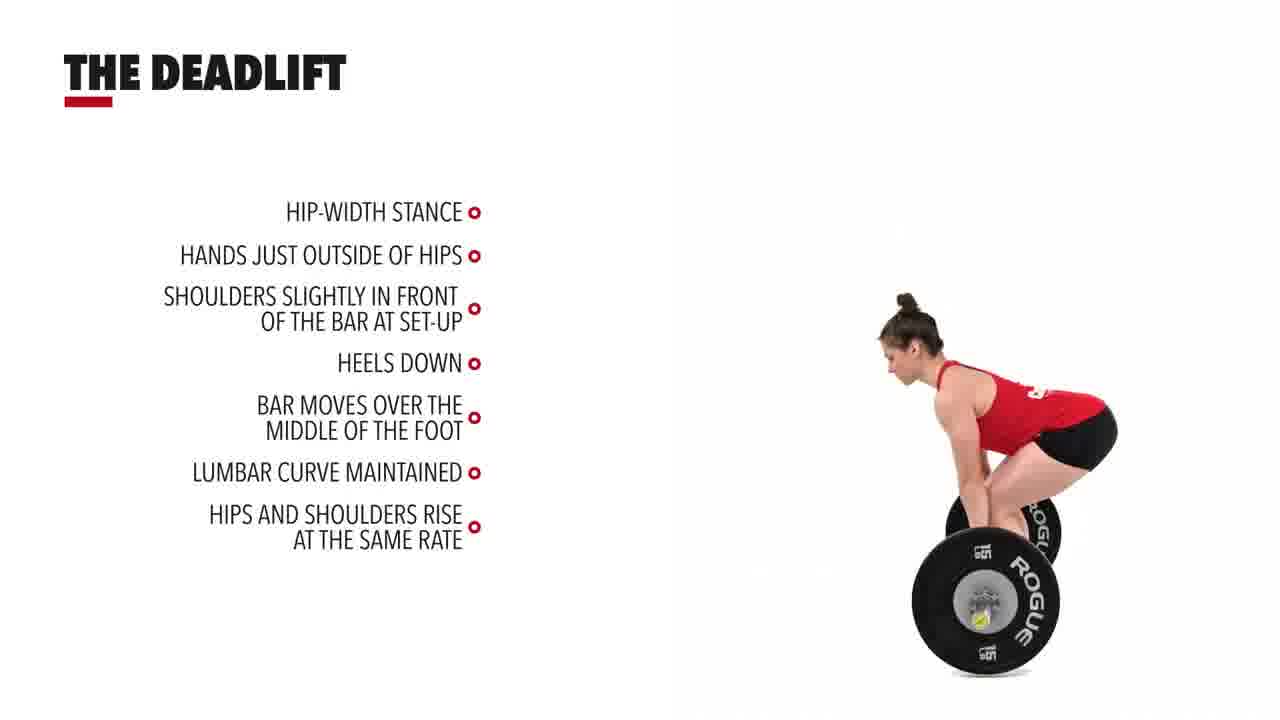 THE DEADLIFT
HIP-WIDTH STANCE
HANDS JUST OUTSIDE OF HIPS
SHOULDERS SLIGHTLY IN FRONT
OF THE BAR AT SET-UP
HEELS DOWN
BAR MOVES OVER THE
MIDDLE OF THE FOOT
LUMBAR CURVE MAINTAINED
HIPS AND SHOULDERS RISE
AT THE SAME RATE
ROGUE
15 LB
ROGUE
15 LB